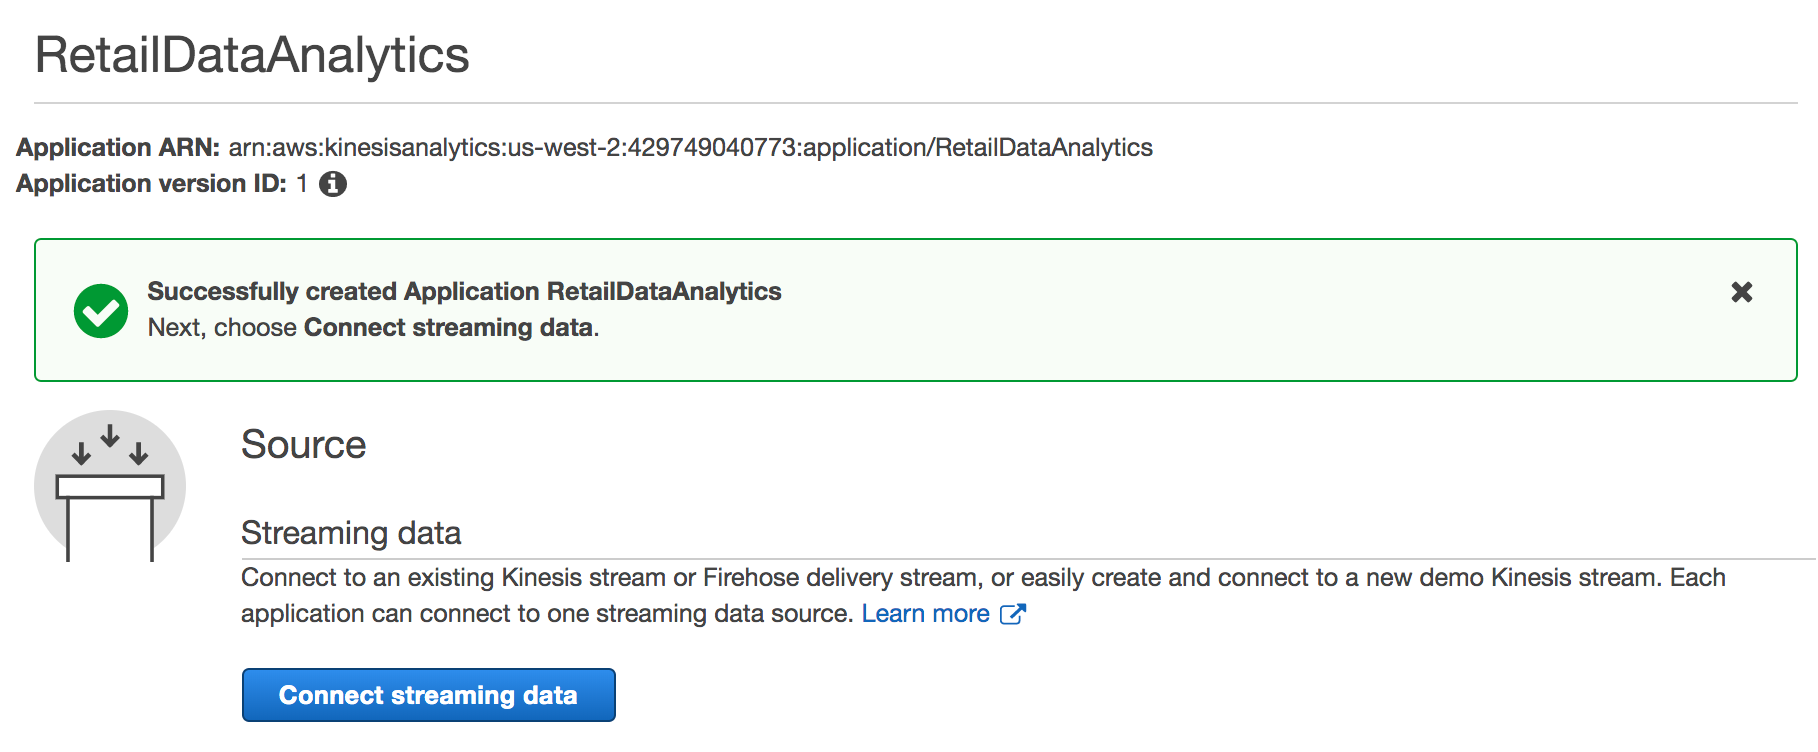 RetailDataAnalytics
Application ARN: arn:aws:kinesisanalytics:us-west-2:429749040773:application/RetailDataAnalytics
Application version ID: 1
Successfully created Application RetailDataAnalytics
Next, choose Connect streaming data.
Source
Streaming data
Connect to an existing Kinesis stream or Firehose delivery stream, or easily create and connect to a new demo Kinesis stream. Each
application can connect to one streaming data source. Learn more
Connect streaming data